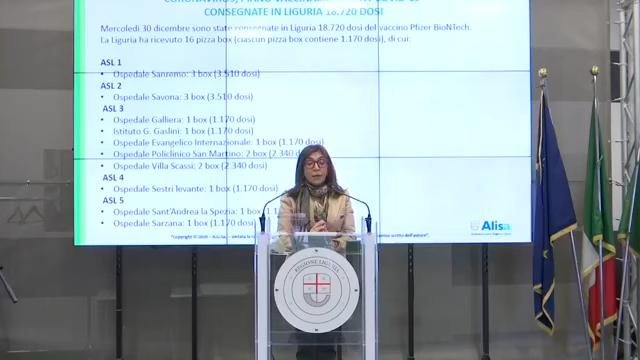 CONSEGNATE IN LIGURIA 18.720 DOSI
Mercoledì 30 dicembre sono state consegnate in Liguria 18.720 dosi del vaccino Pfizer BioNTech.
La Liguria ha ricevuto 16 pizza box (ciascun pizza box contiene 1.170 dosi), di cui:
ASL 1
• Ospedale Sanremo: 3 box (3.510 dosi)
ASL 2
• Ospedale Savona: 3 box (3.510 dosi)
ASL 3
• Ospedale Galliera: 1 box (1.170 dosi)
• Istituto G. Gaslini: 1 box (1.170 dosi)
• Ospedale Evangelico Internazionale: 1 box (1.170 dosi)
• Ospedale Policlinico San Martino: 2 box (2.340 dosi)
• Ospedale Villa Scassi: 2 box (2.340 dosi)
ASL 4
• Ospedale Sestri levante: 1 box (1.170 dosi)
ASL 5
• Ospedale Sant'Andrea la Spezia: 1 box
• Ospedale Sarzana: 1 box (1.170 dosi)
Alisa
REGIONE LIGURIA